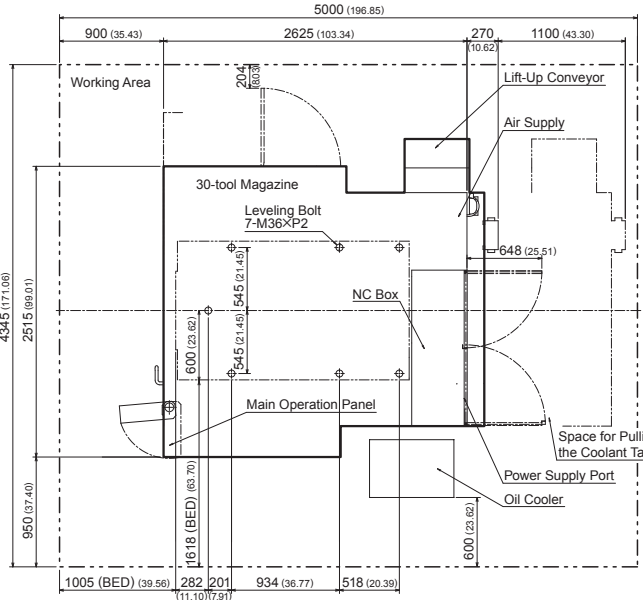 5000 (196.85)
900 (35.43)
2625 (103.34)
270
(10.62)
1100 (43.30)
Working Area
204
(8.03)
Lift-Up Conveyor
Air Supply
30-tool Magazine
Leveling Bolt
7-M36×P2
648 (25.51)
545 (21.45)
NC Box
4345 (171.06)
2515 (99.01)
600 (23.62)
545 (21.45)
Main Operation Panel
Space for Pulli
the Coolant Ta
Power Supply Port
Oil Cooler
950 (37.40)
1618 (BED) (63.70)
600 (23.62)
1005 (BED) (39.56)
282
(11.10)
201
(7.91)
934 (36.77)
518 (20.39)